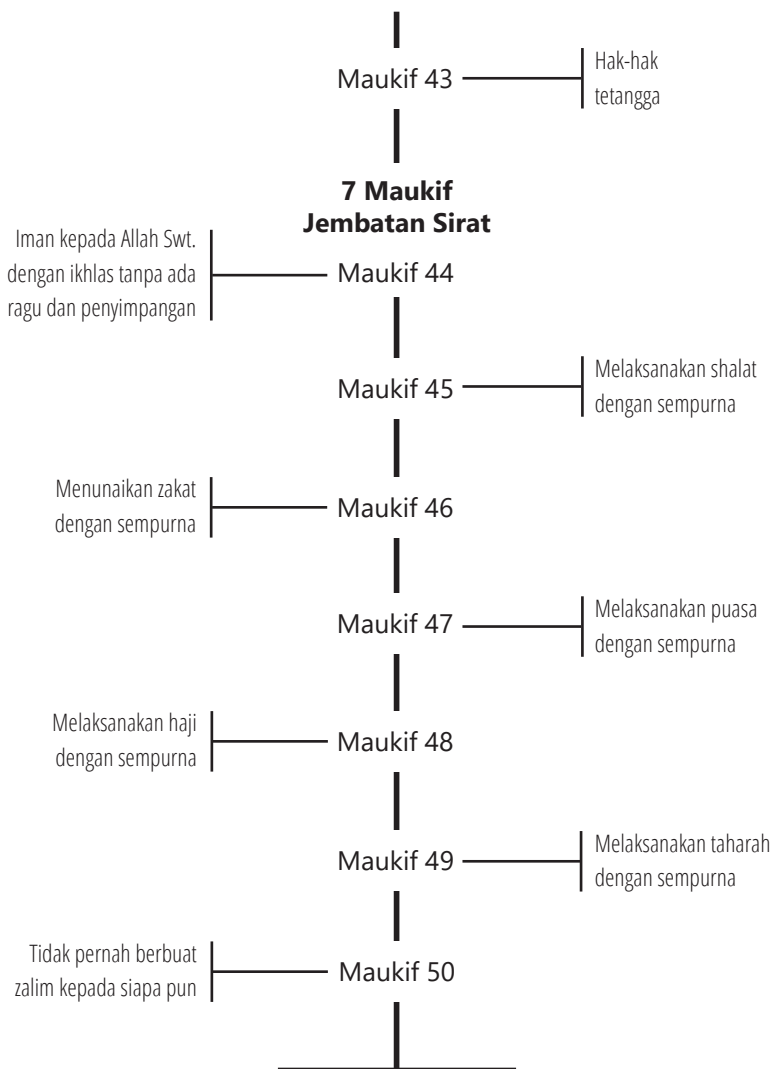 Maukif 43
Hak-hak
tetangga
7 Maukif
Jembatan Sirat
Iman kepada Allah Swt.
dengan ikhlas tanpa ada
ragu dan penyimpangan
Maukif 44
Maukif 45
Melaksanakan shalat
dengan sempurna
Menunaikan zakat
dengan sempurna
Maukif 46
Maukif 47
Melaksanakan puasa
dengan sempurna
Melaksanakan haji
dengan sempurna
Maukif 48
Maukif 49
Melaksanakan taharah
dengan sempurna
Tidak pernah berbuat
zalim kepada siapa pun
Maukif 50